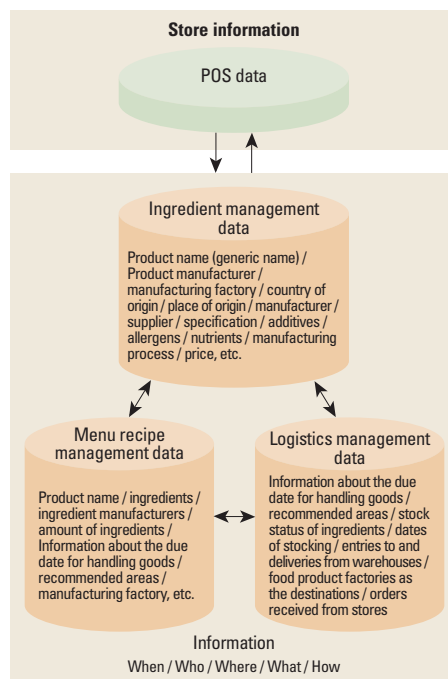 Store information
POS data
Ingredient management
data
Product name (generic name) /
Product manufacturer /
manufacturing factory / country of
origin / place of origin / manufacturer /
supplier / specification / additives /
allergens / nutrients / manufacturing
process / price, etc.
Menu recipe
management data
Product name / ingredients /
ingredient manufacturers /
amount of ingredients /
Information about the due
date for handling goods /
recommended areas /
manufacturing factory, etc.
Logistics management
data
Information about the due
date for handling goods /
recommended areas / stock
status of ingredients / dates
of stocking / entries to and
deliveries from warehouses /
food product factories as
the destinations / orders
received from stores
Information
When / Who / Where / What / How